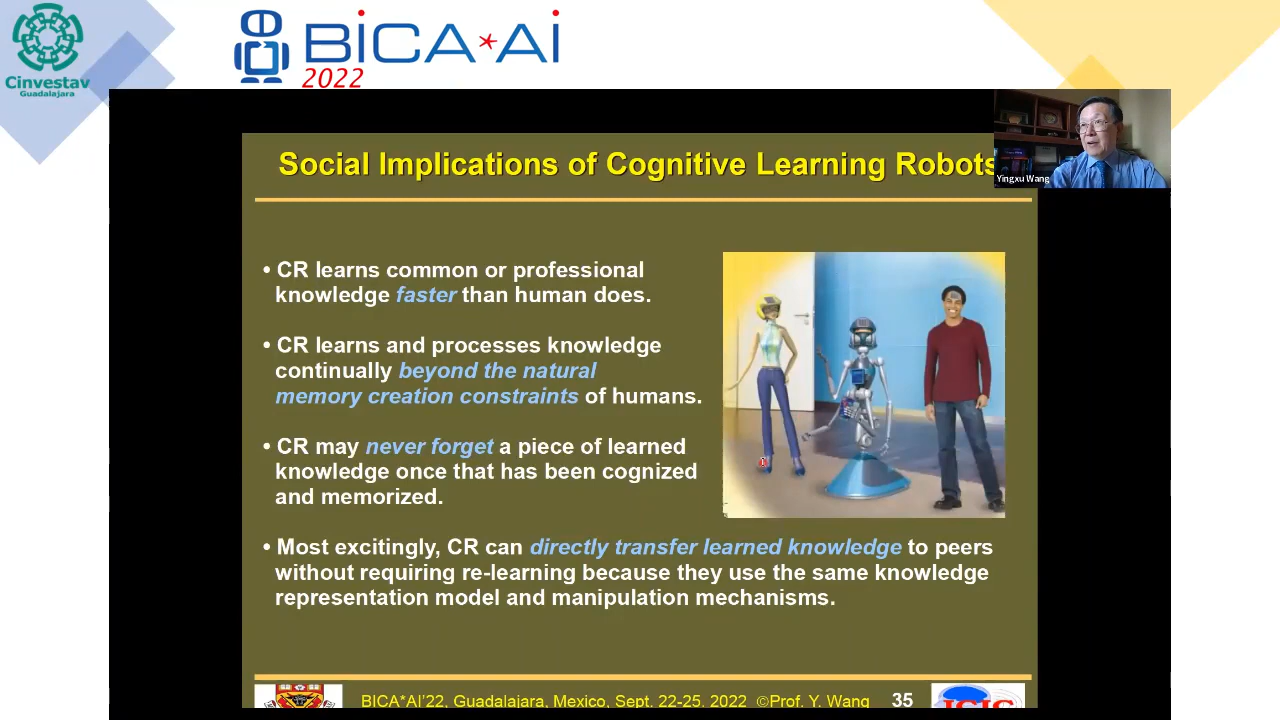 Cinvestav
Guadalajara
BiCA*Ai
2022
Yingxu Wang
Social Implications of Cognitive Learning Robots
• CR learns common or professional
knowledge faster than human does.
• CR learns and processes knowledge
continually beyond the natural
memory creation constraints of humans.
• CR may never forget a piece of learned
knowledge once that has been cognized
and memorized.
• Most excitingly, CR can directly transfer learned knowledge to peers
without requiring re-learning because they use the same knowledge
representation model and manipulation mechanisms.
BICA*AI'22, Guadalajara, Mexico, Sept. 22-25, 2022 ©Prof. Y. Wang 35